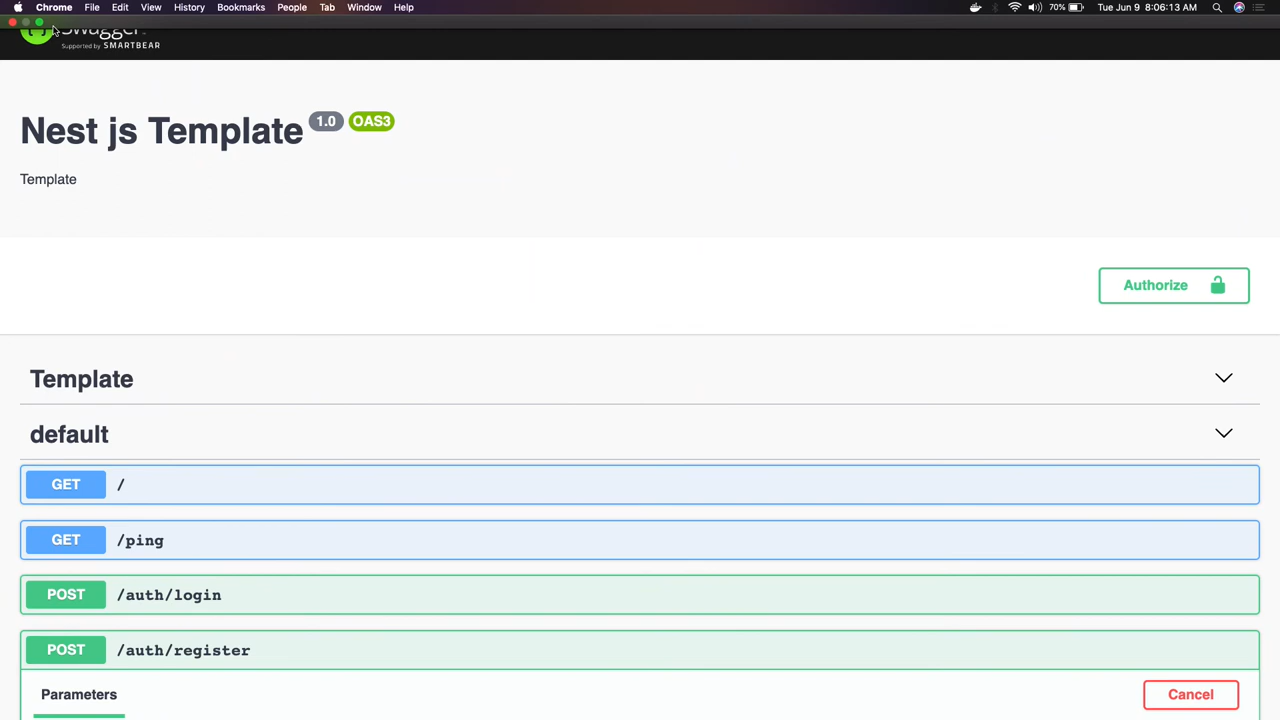 Chrome File Edit View History Bookmarks People Tab Window Help 70% Tue Jun 9 8:06:13 AM
Swagger
Supported by SMARTBEAR
Nest js Template 1.0 OAS3
Template
Authorize
Template
default
GET /
GET /ping
POST /auth/login
POST /auth/register
Parameters Cancel